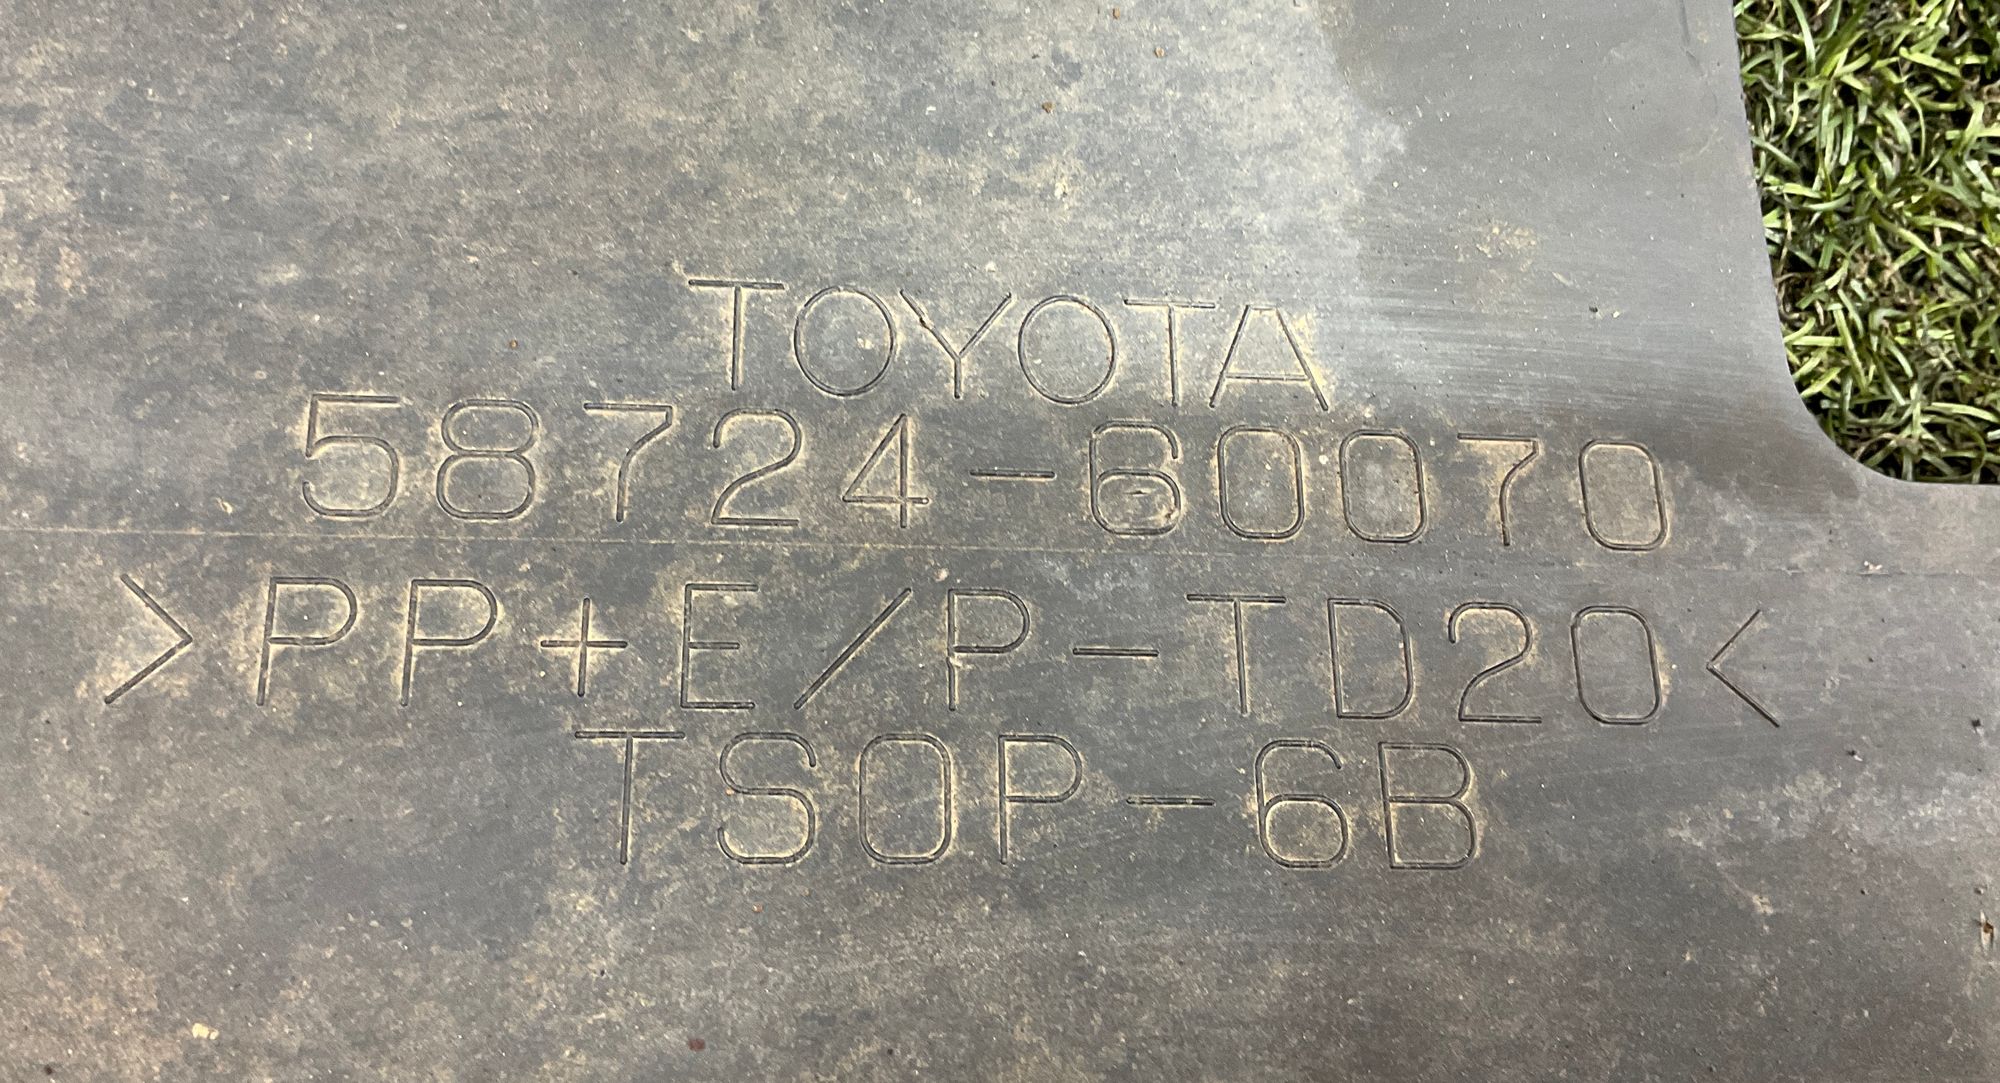 TOYOTA
58724-60070
>PP+E/P-TD20<
TSOP-6B